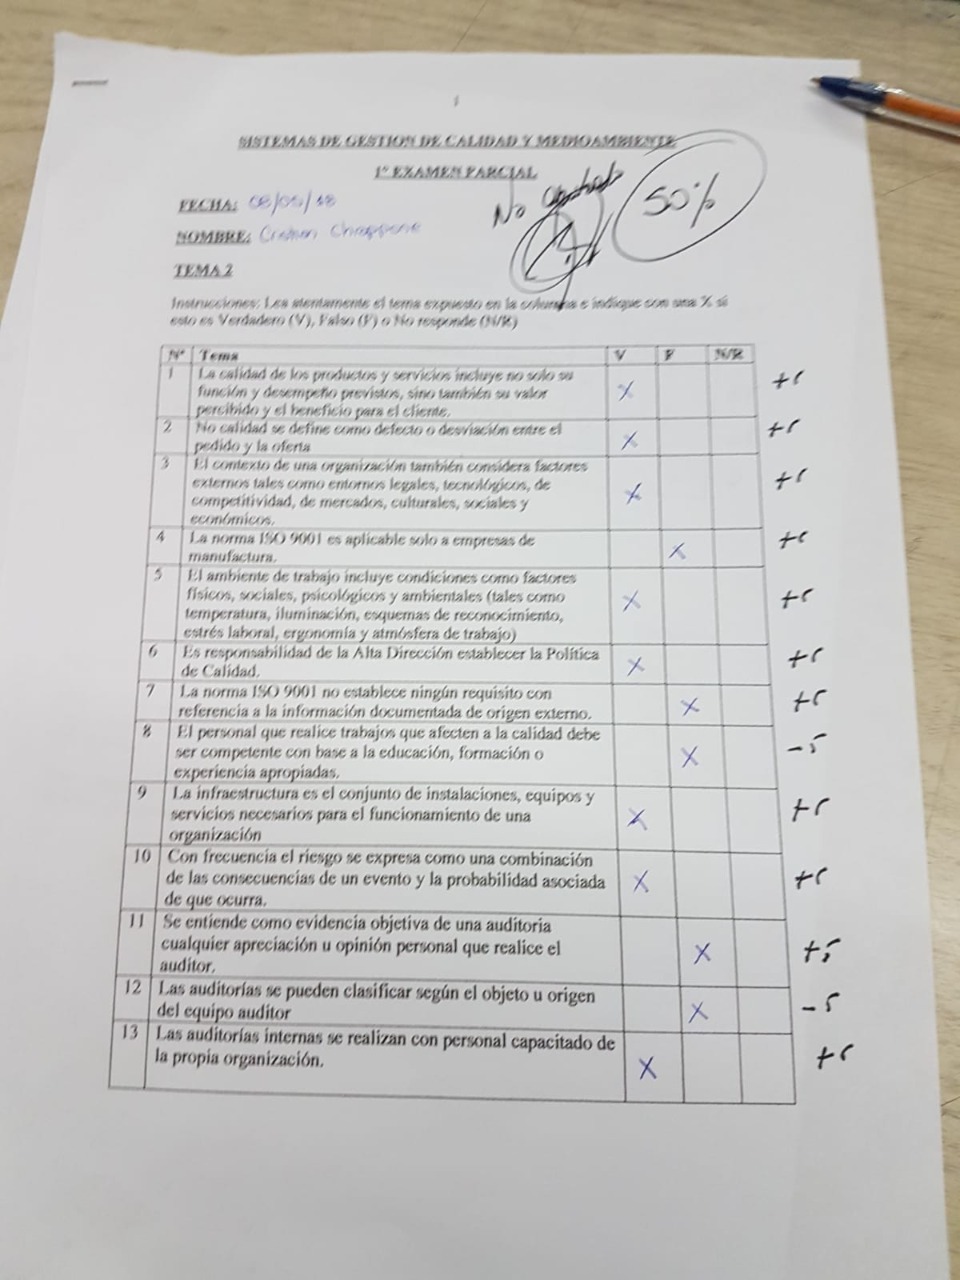 1
SISTEMAS DE GESTION DE CALIDAD Y MEDIOAMBIENTE
1º EXAMEN PARCIAL
No
50%
FECHA: 08/05/18
NOMBRE: Cristian
TEMA 2
Instrucciones: Lea atentamente el tema expuesto en la columna e indique con una X si
esto es Verdadero (V), Falso (F) o No responde (N/R)
Nº Tema V F N/R
1 La calidad de los productos y servicios incluye no solo su
función y desempeño previstos, sino también su valor
percibido y el beneficio para el cliente. X +5
2 No calidad se define como defecto o desviación entre el
pedido y la oferta X +5
3 El contexto de una organización también considera factores
externos tales como entornos legales, tecnológicos, de
competitividad, de mercados, culturales, sociales y
económicos. X +5
4 La norma ISO 9001 es aplicable solo a empresas de
manufactura. X +5
5 El ambiente de trabajo incluye condiciones como factores
físicos, sociales, psicológicos y ambientales (tales como
temperatura, iluminación, esquemas de reconocimiento,
estrés laboral, ergonomía y atmósfera de trabajo) X +5
6 Es responsabilidad de la Alta Dirección establecer la Política
de Calidad. X +5
7 La norma ISO 9001 no establece ningún requisito con
referencia a la información documentada de origen externo. X +5
8 El personal que realice trabajos que afecten a la calidad debe
ser competente con base a la educación, formación o
experiencia apropiadas. X -5
9 La infraestructura es el conjunto de instalaciones, equipos y
servicios necesarios para el funcionamiento de una
organización X +5
10 Con frecuencia el riesgo se expresa como una combinación
de las consecuencias de un evento y la probabilidad asociada
de que ocurra. X +5
11 Se entiende como evidencia objetiva de una auditoria
cualquier apreciación u opinión personal que realice el
auditor. X +5
12 Las auditorías se pueden clasificar según el objeto u origen
del equipo auditor X -5
13 Las auditorías internas se realizan con personal capacitado de
la propia organización. X +5